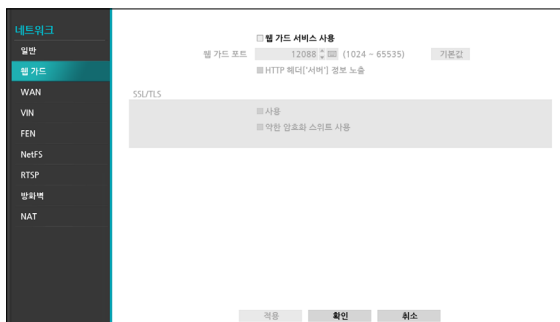 네트워크
일반
웹 가드
WAN
VIN
FEN
NetFS
RTSP
방화벽
NAT
웹 가드 서비스 사용
웹 가드 포트 12088 (1024 ~ 65535) 기본값
HTTP 헤더['서버'] 정보 노출
SSL/TLS
사용
약한 암호화 스위트 사용
적용 확인 취소